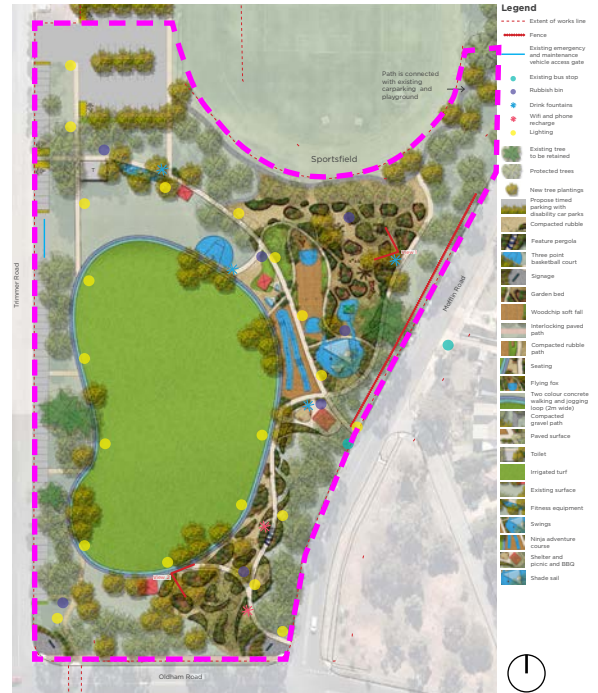 Legend
Extent of works line
Fence
Existing emergency
and maintenance
vehicle access gate
Existing bus stop
Rubbish bin
Drink fountains
Wifi and phone
recharge
Lighting
Existing tree
to be retained
Protected trees
New tree plantings
Propose timed
parking with
disability car parks
Compacted rubble
Feature pergola
Three point
basketball court
Signage
Garden bed
Woodchip soft fall
Interlocking paved
path
Compacted rubble
path
Seating
Flying fox
Two colour concrete
walking and jogging
loop (2m wide)
Compacted
gravel path
Paved surface
Toilet
Irrigated turf
Existing surface
Fitness equipment
Swings
Ninja adventure
course
Shelter and
picnic and BBQ
Shade sail
Path is connected
with existing
carparking and
playground
Sportsfield
T
Trimmer Road
Mofflin Road
Oldham Road